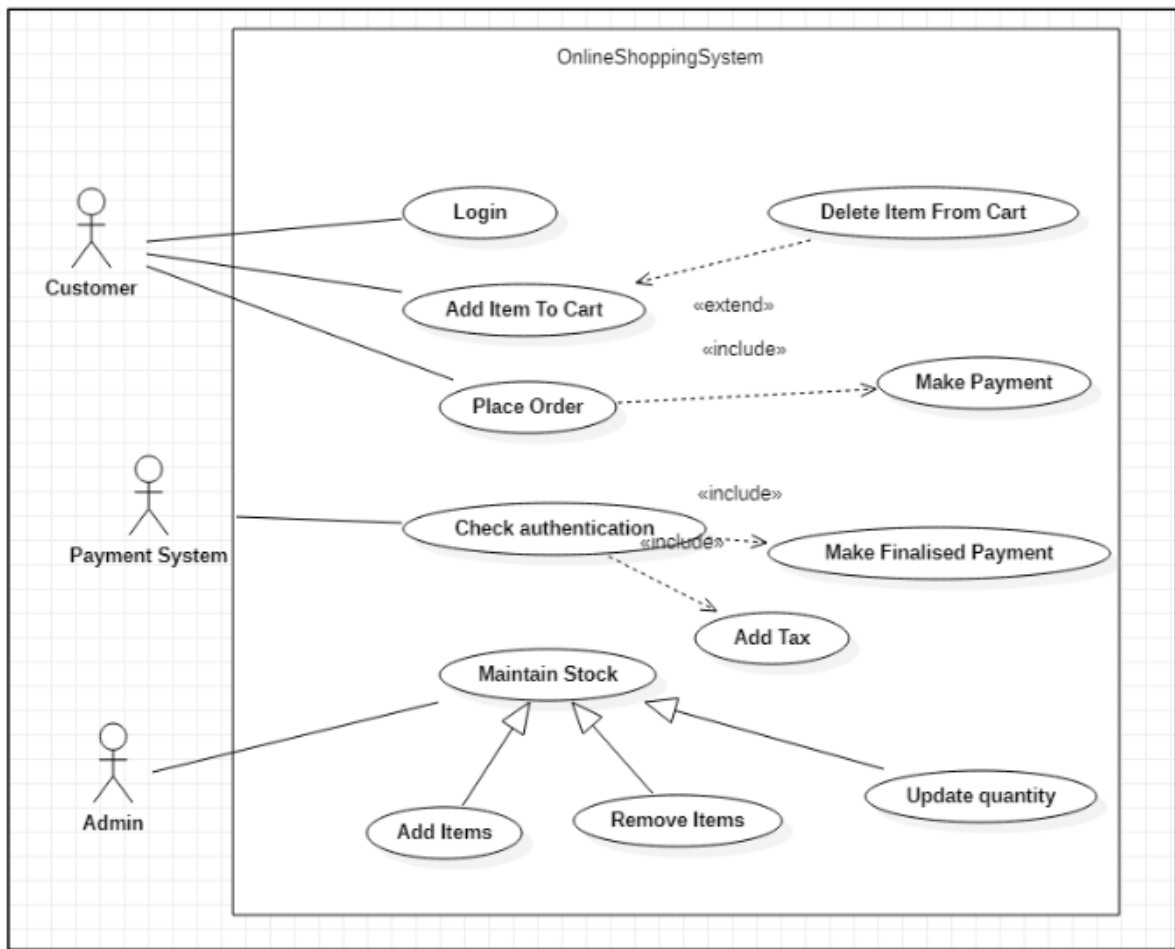 OnlineShoppingSystem
Login
Delete Item From Cart
Customer
Add Item To Cart
«extend»
«include»
Make Payment
Place Order
«include»
Check authentication
«include»
Payment System
Make Finalised Payment
Add Tax
Maintain Stock
Admin
Add Items
Remove Items
Update quantity